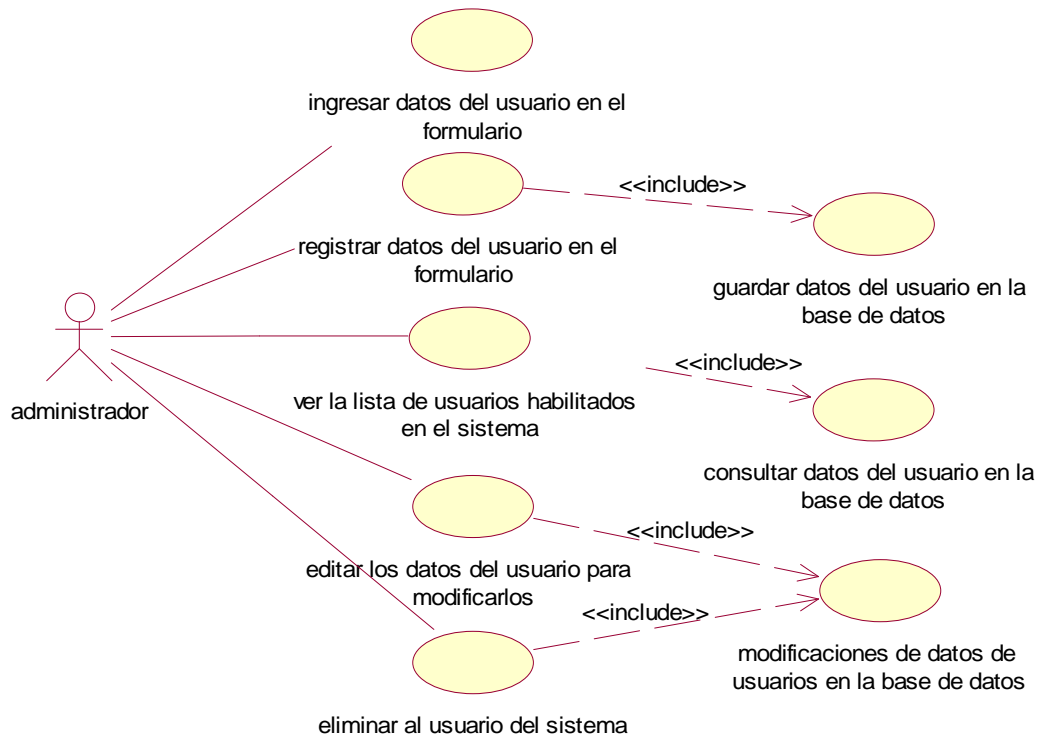 ingresar datos del usuario en el
formulario
<<include>>
registrar datos del usuario en el
formulario
guardar datos del usuario en la
base de datos
administrador
<<include>>
ver la lista de usuarios habilitados
en el sistema
consultar datos del usuario en la
base de datos
<<include>>
editar los datos del usuario para
modificarlos
<<include>>
modificaciones de datos de
usuarios en la base de datos
eliminar al usuario del sistema